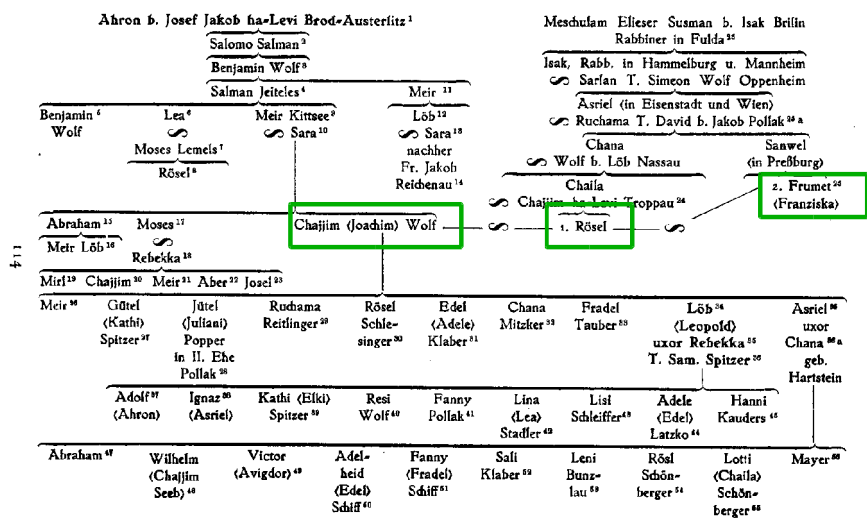 Ahron b. Josef Jakob ha-Levi Brod-Austerlitz ¹
Salomo Salman ²
Benjamin Wolf ³
Salman Jeiteles ⁴
Meir ¹¹
Benjamin ⁵
Wolf
Lea ⁶
∞
Moses Lemels ⁷
Rösel ⁸
Meir Kittsee ⁹
∞ Sara ¹⁰
Löb ¹²
∞ Sara ¹³
nachher
Fr. Jakob
Reichenau ¹⁴
Meschulam Elieser Susman b. Isak Brilin
Rabbiner in Fulda ²⁵
Isak, Rabb. in Hammelburg u. Mannheim
∞ Sarlan T. Simeon Wolf Oppenheim
Asriel (in Eisenstadt und Wien)
∞ Ruchama T. David b. Jakob Pollak ²⁵ ᵃ
Chana
∞ Wolf b. Löb Nassau
Sanwel
(in Preßburg)
Chaila
∞ Chajjim ha-Levi Troppau ²⁴
2. Frumet ²⁵
(Franziska)
Abraham ¹⁵
Meir Löb ¹⁶
Moses ¹⁷
∞
Rebekka ¹⁸
Chajjim (Joachim) Wolf
∞
1. Rösel
∞
114
Mirl ¹⁹ Chajjim ²⁰ Meir ²¹ Aber ²² Josel ²³
Meir ²⁶
Gütel
(Kathi)
Spitzer ²⁷
Jütel
(Juliani)
Popper
in II. Ehe
Pollak ²⁸
Ruchama
Reitlinger ²⁹
Rösel
Schle-
singer ³⁰
Edel
(Adele)
Klaber ³¹
Chana
Mitzker ³²
Fradel
Tauber ³³
Löb ³⁴
(Leopold)
uxor Rebekka ³⁵
T. Sam. Spitzer ³⁶
Asriel
uxor
Chana
geb.
Hartstein
Adolf ³⁷
(Ahron)
Ignaz ³⁸
(Asriel)
Kathi (Elki)
Spitzer ³⁹
Resi
Wolf ⁴⁰
Fanny
Pollak ⁴¹
Lina
(Lea)
Stadler ⁴²
Lisi
Schleiffer ⁴³
Adele
(Edel)
Latzko ⁴⁴
Hanni
Kauders ⁴⁵
Abraham ⁴⁷
Wilhelm
(Chajjim
Seeb) ⁴⁸
Victor
(Avigdor) ⁴⁹
Adel-
heid
(Edel)
Schiff ⁵⁰
Fanny
(Fradel)
Schiff ⁵¹
Sali
Klaber ⁵²
Leni
Bunz-
lau ⁵³
Rösl
Schön-
berger ⁵⁴
Lotti
(Chaila)
Schön-
berger ⁵⁵
Mayer ⁵⁶